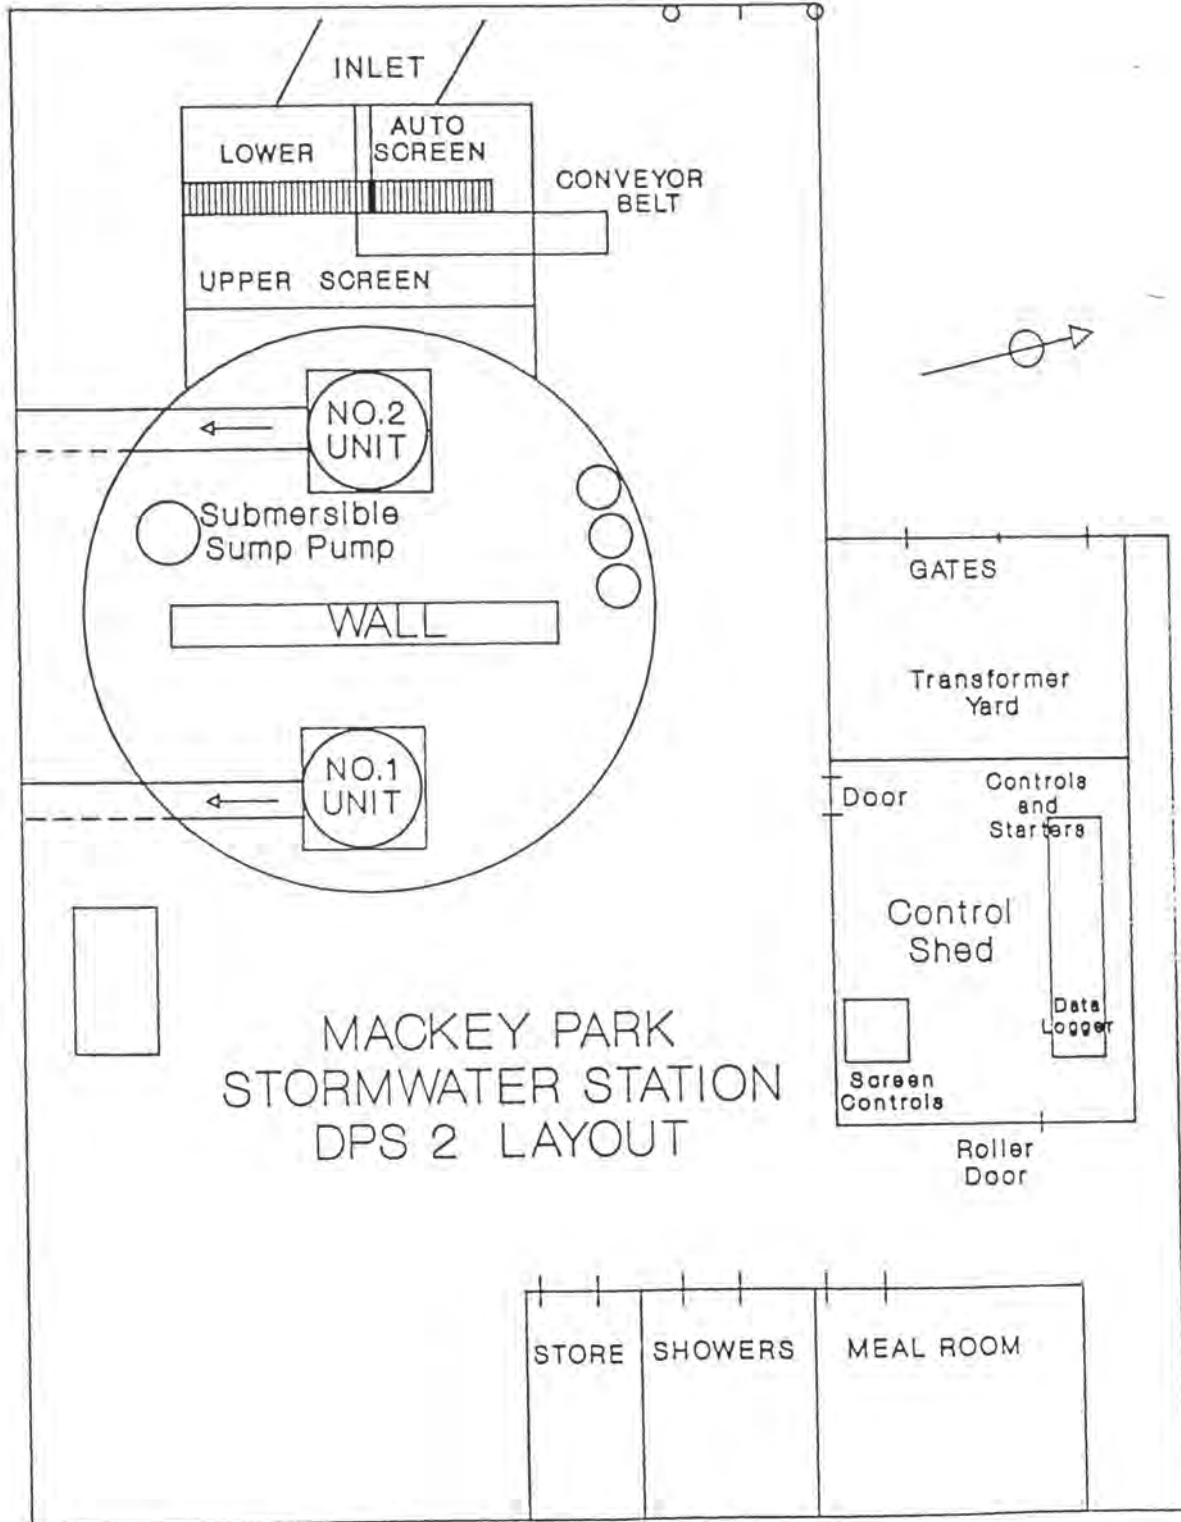 INLET
LOWER
AUTO
SCREEN
CONVEYOR
BELT
UPPER SCREEN
NO.2
UNIT
Submersible
Sump Pump
WALL
GATES
Transformer
Yard
NO.1
UNIT
Door
Controls
and
Starters
Control
Shed
Data
Logger
Screen
Controls
Roller
Door
MACKEY PARK
STORMWATER STATION
DPS 2 LAYOUT
STORE
SHOWERS
MEAL ROOM